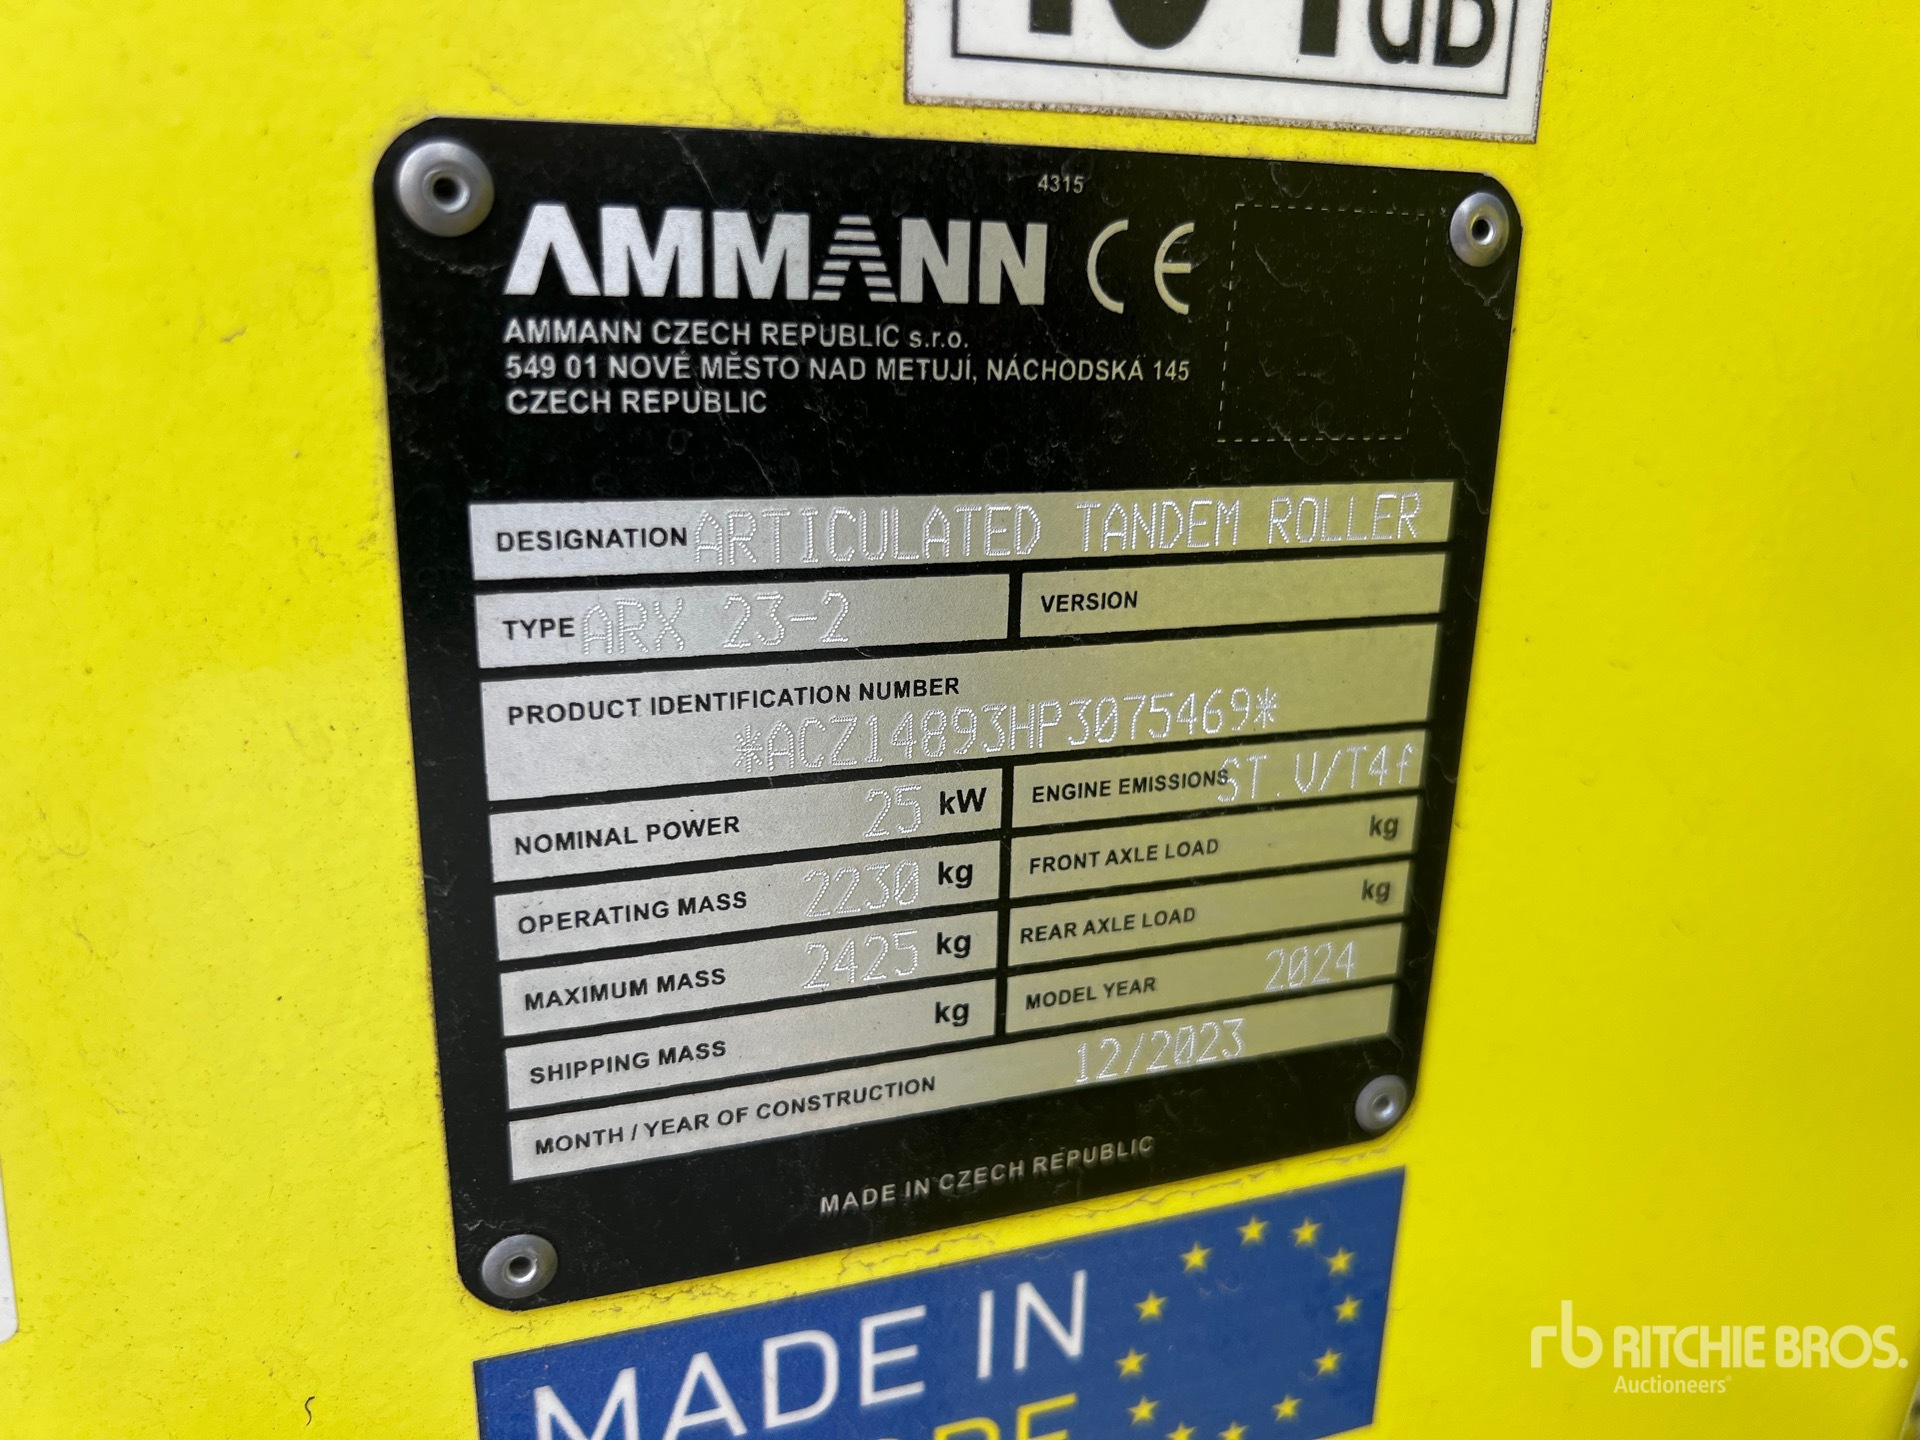 dB
4315
AMMANN CE
AMMANN CZECH REPUBLIC s.r.o.
549 01 NOVÉ MĚSTO NAD METUJÍ, NÁCHODSKÁ 145
CZECH REPUBLIC
DESIGNATION ARTICULATED TANDEM ROLLER
TYPE ARX 23-2
VERSION
PRODUCT IDENTIFICATION NUMBER
*ACZ14893HP3075469*
NOMINAL POWER 25 kW
ENGINE EMISSIONS ST.V/T4f
OPERATING MASS 2230 kg
FRONT AXLE LOAD kg
MAXIMUM MASS 2425 kg
REAR AXLE LOAD kg
SHIPPING MASS kg
MODEL YEAR 2024
MONTH / YEAR OF CONSTRUCTION 12/2023
MADE IN CZECH REPUBLIC
MADE IN
rb RITCHIE BROS.
Auctioneers